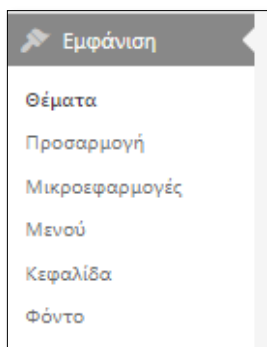 Εμφάνιση
Θέματα
Προσαρμογή
Μικροεφαρμογές
Μενού
Κεφαλίδα
Φόντο